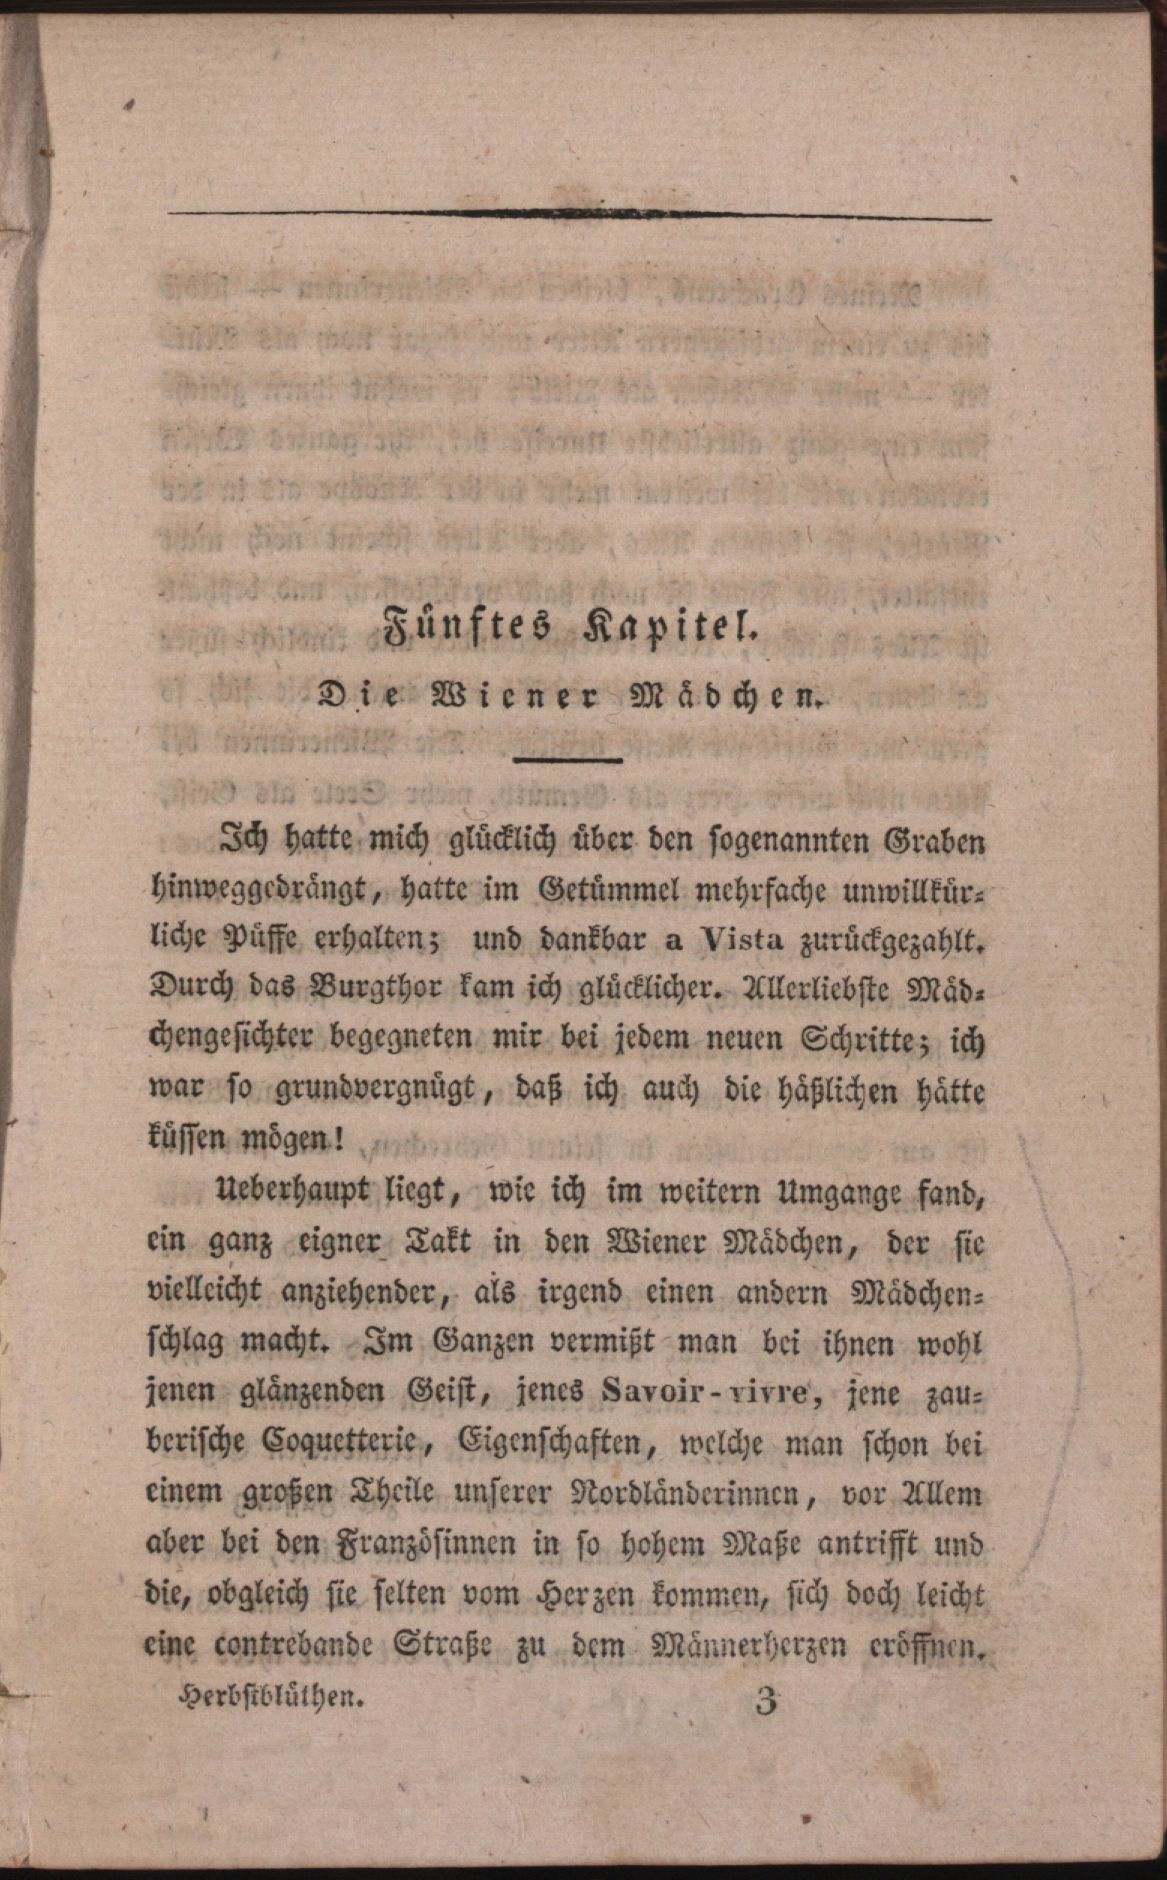 Fünftes Kapitel.
Die Wiener Mädchen.
Ich hatte mich glücklich über den sogenannten Graben
hinweggedrängt, hatte im Getümmel mehrfache unwillkür-
liche Püffe erhalten; und dankbar a Vista zurückgezahlt.
Durch das Burgthor kam ich glücklicher. Allerliebste Mäd-
chengesichter begegneten mir bei jedem neuen Schritte; ich
war so grundvergnügt, daß ich auch die häßlichen hätte
küssen mögen!
Ueberhaupt liegt, wie ich im weitern Umgange fand,
ein ganz eigner Takt in den Wiener Mädchen, der sie
vielleicht anziehender, als irgend einen andern Mädchen-
schlag macht. Im Ganzen vermißt man bei ihnen wohl
jenen glänzenden Geist, jenes Savoir-vivre, jene zau-
berische Coquetterie, Eigenschaften, welche man schon bei
einem großen Theile unserer Nordländerinnen, vor Allem
aber bei den Französinnen in so hohem Maße antrifft und
die, obgleich sie selten vom Herzen kommen, sich doch leicht
eine contrebande Straße zu dem Männerherzen eröffnen.
Herbstblüthen. 3